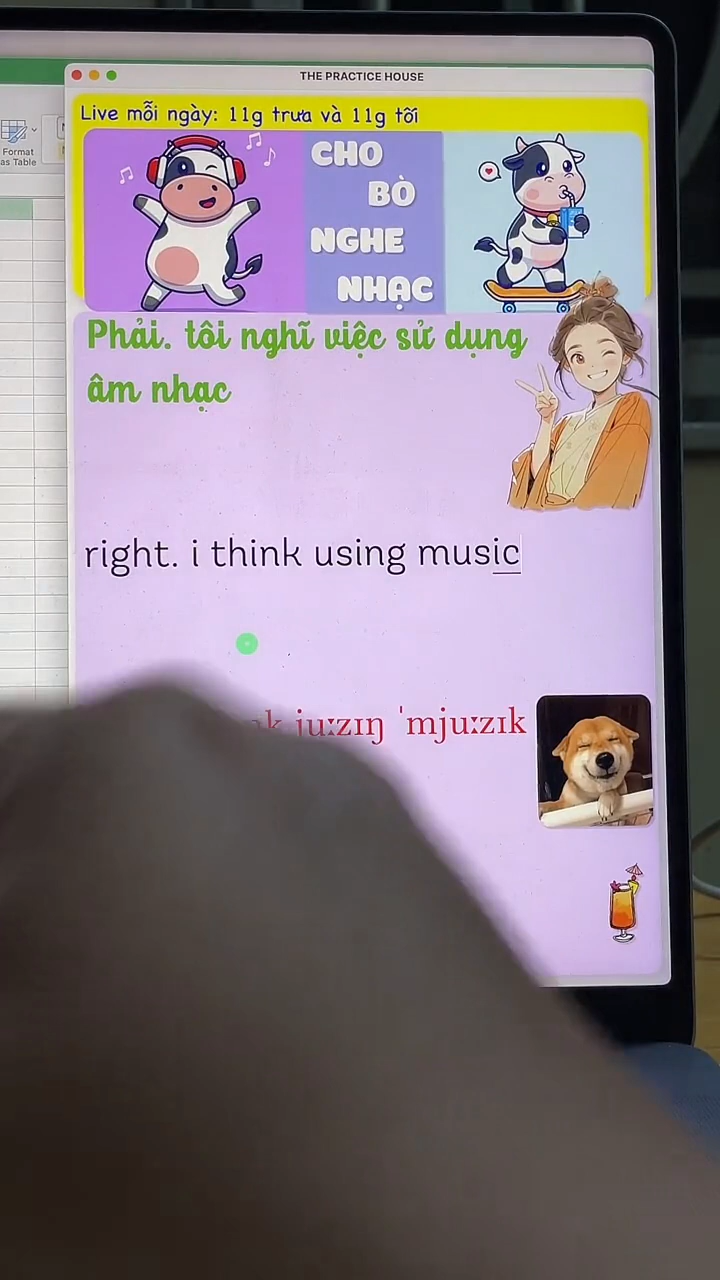 THE PRACTICE HOUSE
Live mỗi ngày: 11g trưa và 11g tối
Format
as Table
CHO
BÒ
NGHE
NHẠC
Phải. tôi nghĩ việc sử dụng
âm nhạc
right. i think using music
juːzɪŋ ˈmjuːzɪk